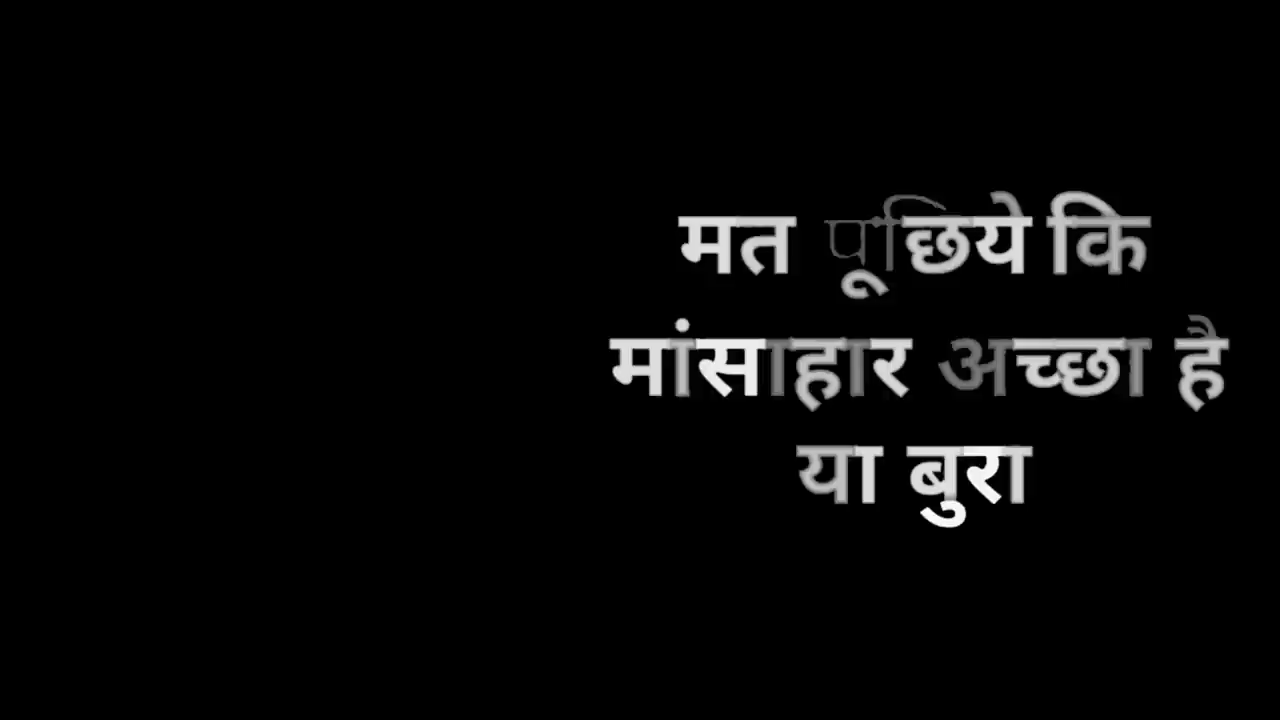 मत पूछिये कि
मांसाहार अच्छा है
या बुरा